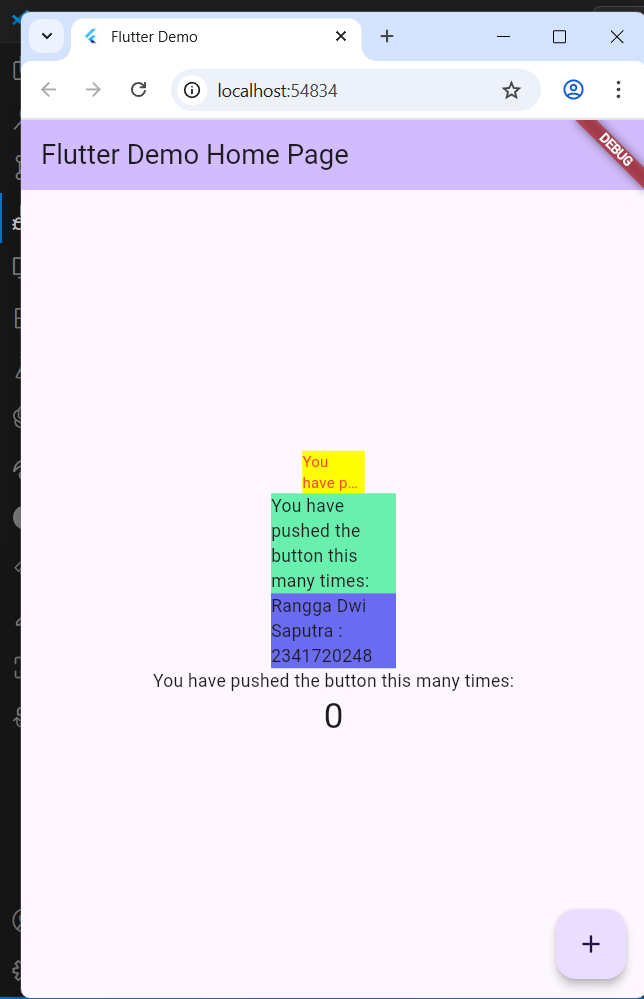 Flutter Demo
localhost:54834
Flutter Demo Home Page
DEBUG
You
have p...
You have
pushed the
button this
many times:
Rangga Dwi
Saputra :
2341720248
You have pushed the button this many times:
0